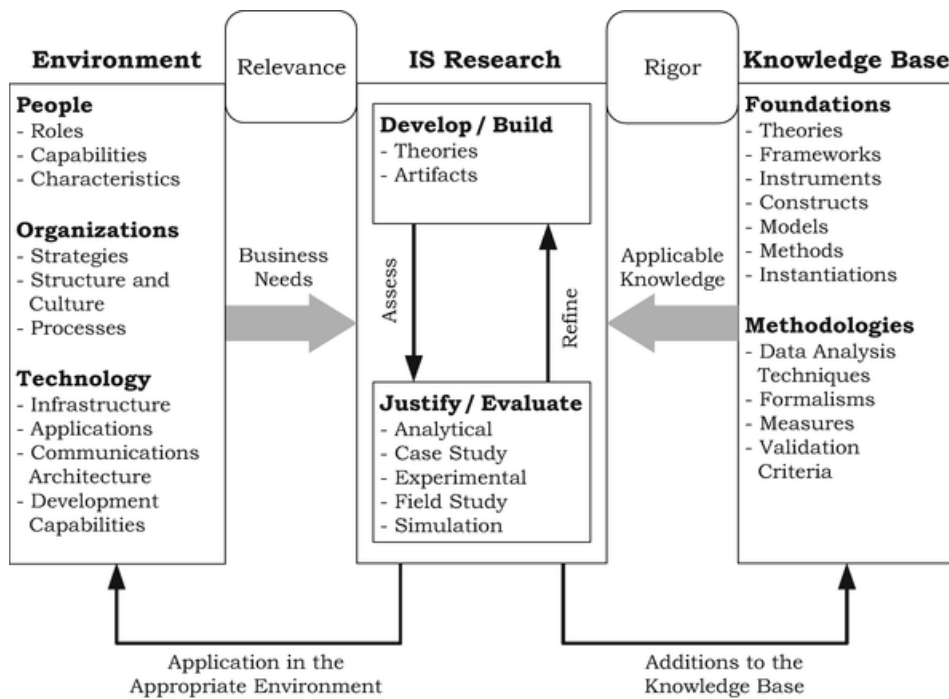 Environment
Relevance
IS Research
Rigor
Knowledge Base
People
- Roles
- Capabilities
- Characteristics
Organizations
- Strategies
- Structure and
Culture
- Processes
Technology
- Infrastructure
- Applications
- Communications
Architecture
- Development
Capabilities
Business
Needs
Develop / Build
- Theories
- Artifacts
Assess
Refine
Justify / Evaluate
- Analytical
- Case Study
- Experimental
- Field Study
- Simulation
Applicable
Knowledge
Foundations
- Theories
- Frameworks
- Instruments
- Constructs
- Models
- Methods
- Instantiations
Methodologies
- Data Analysis
Techniques
- Formalisms
- Measures
- Validation
Criteria
Application in the
Appropriate Environment
Additions to the
Knowledge Base